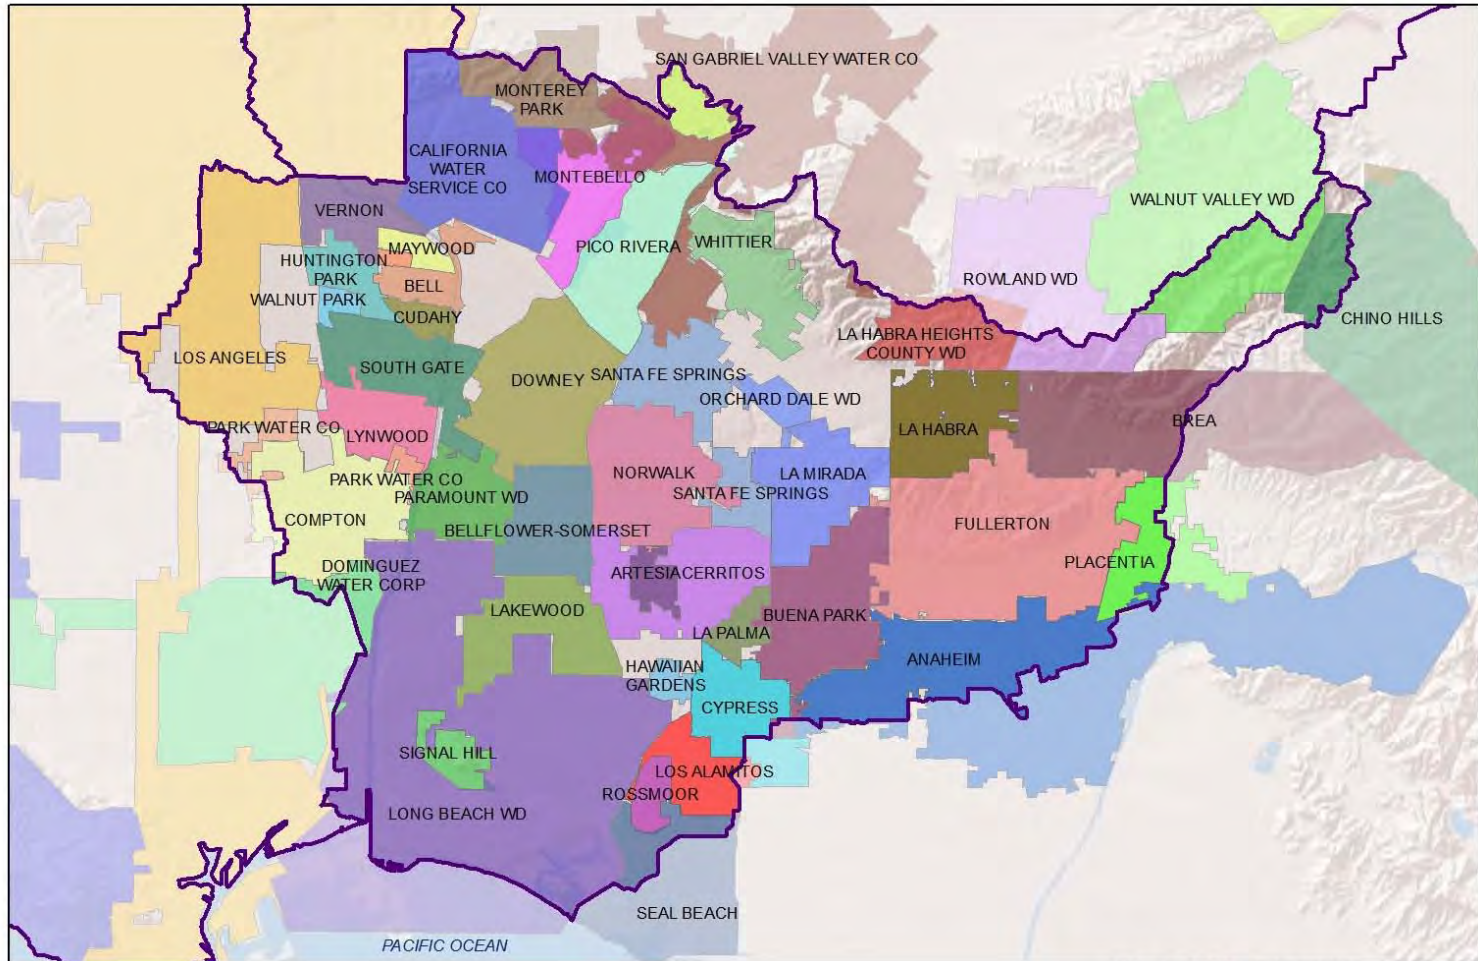 SAN GABRIEL VALLEY WATER CO
MONTEREY
PARK
CALIFORNIA
WATER
SERVICE CO
MONTEBELLO
WALNUT VALLEY WD
VERNON
PICO RIVERA
WHITTIER
MAYWOOD
HUNTINGTON
PARK
ROWLAND WD
BELL
WALNUT PARK
CUDAHY
CHINO HILLS
LA HABRA HEIGHTS
COUNTY WD
LOS ANGELES
SOUTH GATE
DOWNEY
SANTA FE SPRINGS
ORCHARD DALE WD
PARK WATER CO
LYNWOOD
LA HABRA
BREA
PARK WATER CO
NORWALK
LA MIRADA
PARAMOUNT WD
SANTA FE SPRINGS
COMPTON
BELLFLOWER-SOMERSET
FULLERTON
DOMINGUEZ
WATER CORP
ARTESIA
CERRITOS
PLACENTIA
LAKEWOOD
BUENA PARK
LA PALMA
HAWAIIAN
GARDENS
ANAHEIM
CYPRESS
SIGNAL HILL
LOS ALAMITOS
ROSSMOOR
LONG BEACH WD
SEAL BEACH
PACIFIC OCEAN